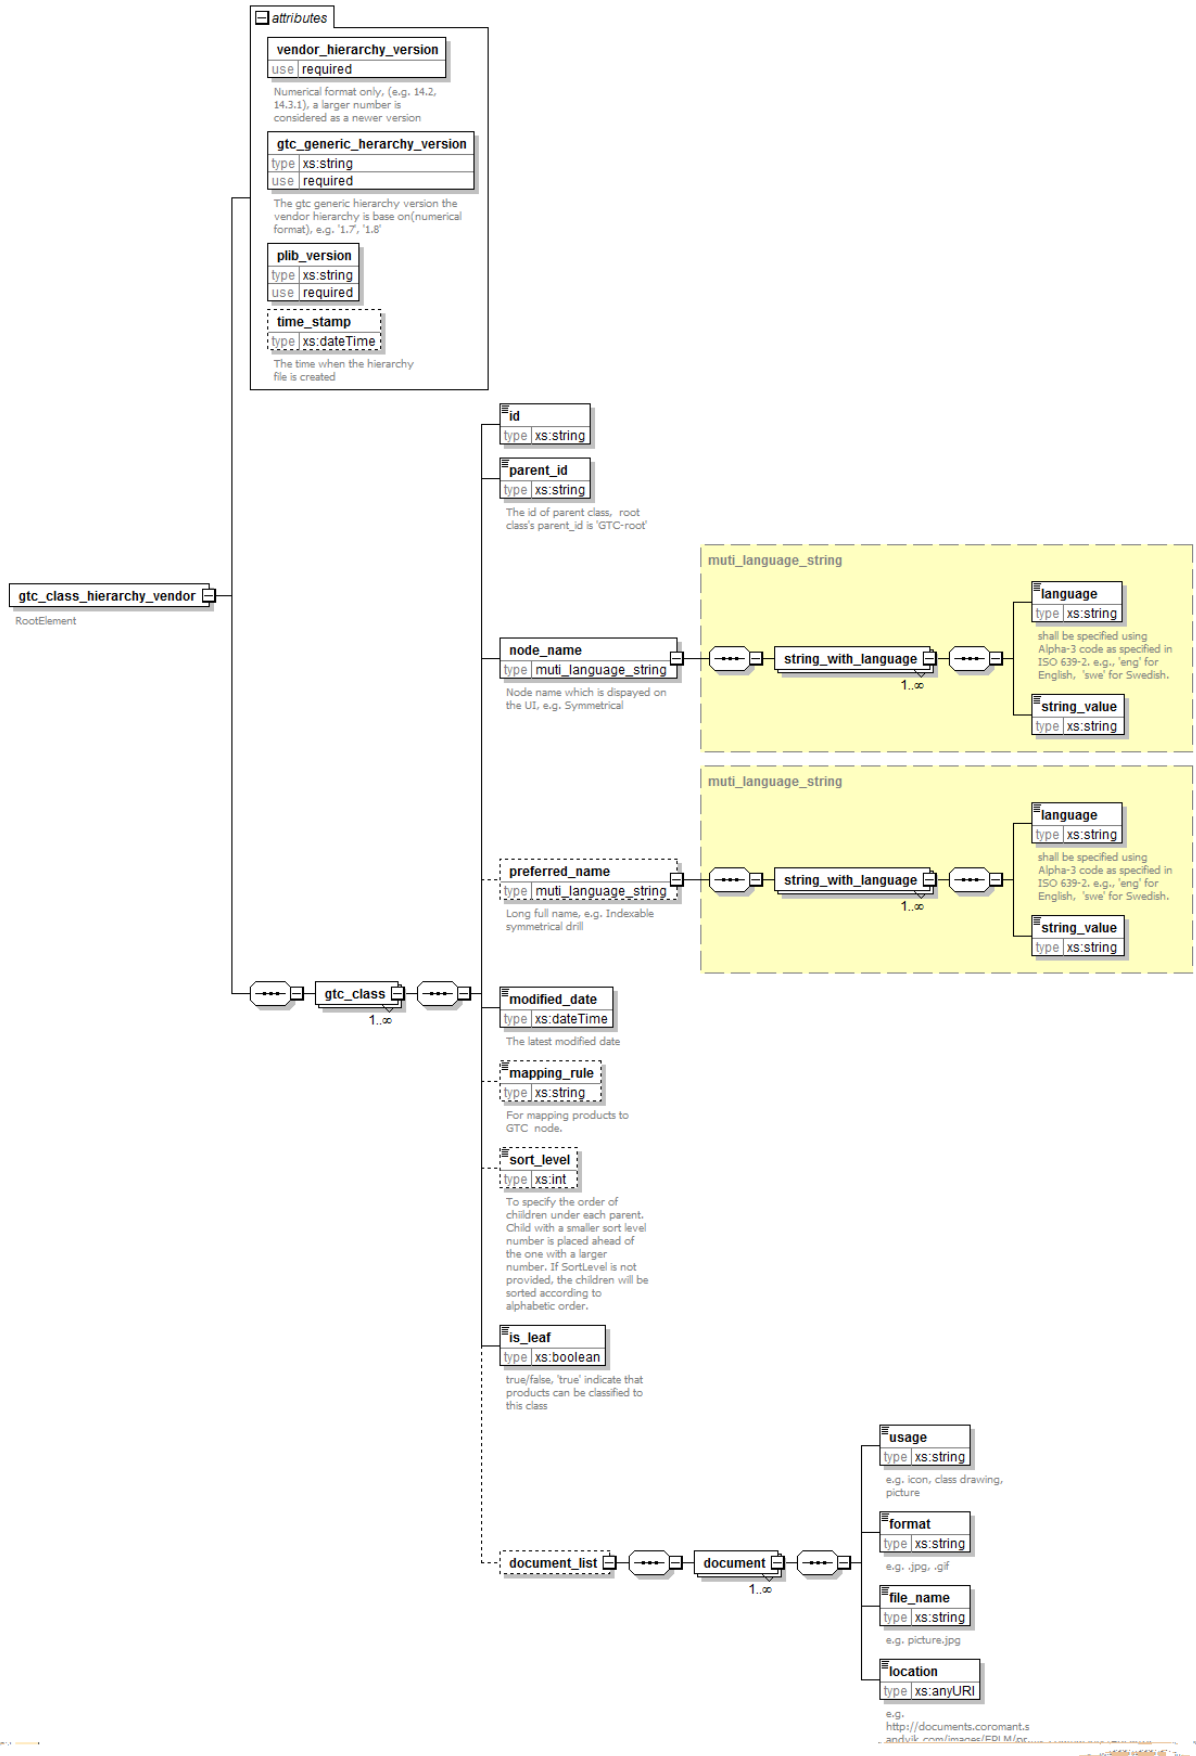 attributes
vendor_hierarchy_version
use required
Numerical format only, (e.g. 14.2,
14.3.1), a larger number is
considered as a newer version
gtc_generic_herarchy_version
type xs:string
use required
The gtc generic hierarchy version the
vendor hierarchy is base on(numerical
format), e.g. '1.7', '1.8'
plib_version
type xs:string
use required
time_stamp
type xs:dateTime
The time when the hierarchy
file is created
gtc_class_hierarchy_vendor
RootElement
gtc_class
1..∞
id
type xs:string
parent_id
type xs:string
The id of parent class, root
class's parent_id is 'GTC-root'
node_name
type muti_language_string
Node name which is dispayed on
the UI, e.g. Symmetrical
muti_language_string
string_with_language
1..∞
language
type xs:string
shall be specified using
Alpha-3 code as specified in
ISO 639-2. e.g., 'eng' for
English, 'swe' for Swedish.
string_value
type xs:string
preferred_name
type muti_language_string
Long full name, e.g. Indexable
symmetrical drill
muti_language_string
string_with_language
1..∞
language
type xs:string
shall be specified using
Alpha-3 code as specified in
ISO 639-2. e.g., 'eng' for
English, 'swe' for Swedish.
string_value
type xs:string
modified_date
type xs:dateTime
The latest modified date
mapping_rule
type xs:string
For mapping products to
GTC node.
sort_level
type xs:int
To specify the order of
chiildren under each parent.
Child with a smaller sort level
number is placed ahead of
the one with a larger
number. If SortLevel is not
provided, the children will be
sorted according to
alphabetic order.
is_leaf
type xs:boolean
true/false, 'true' indicate that
products can be classified to
this class
document_list
document
1..∞
usage
type xs:string
e.g. icon, class drawing,
picture
format
type xs:string
e.g. .jpg, .gif
file_name
type xs:string
e.g. picture.jpg
location
type xs:anyURI
e.g.
http://documents.coromant.s
andvik.com/images/EPLM/pr